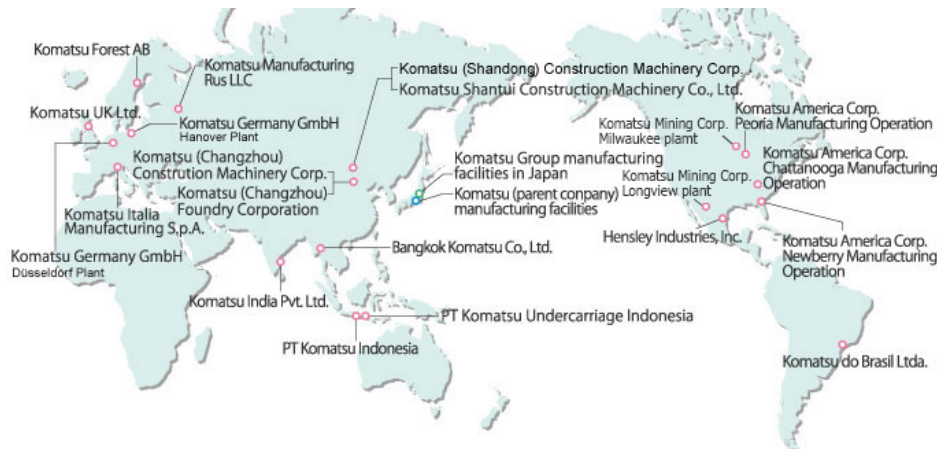 Komatsu Forest AB
Komatsu Manufacturing
Rus LLC
Komatsu (Shandong) Construction Machinery Corp.
Komatsu Shantui Construction Machinery Co., Ltd.
Komatsu UK Ltd.
Komatsu Germany GmbH
Hanover Plant
Komatsu (Changzhou)
Constrution Machinery Corp.
Komatsu (Changzhou)
Foundry Corporation
Komatsu Italia
Manufacturing S.p.A.
Komatsu Germany GmbH
Düsseldorf Plant
Komatsu Group manufacturing
facilities in Japan
Komatsu (parent conpany)
manufacturing facilities
Bangkok Komatsu Co., Ltd.
Komatsu India Pvt. Ltd.
PT Komatsu Undercarriage Indonesia
PT Komatsu Indonesia
Komatsu America Corp.
Peoria Manufacturing Operation
Komatsu Mining Corp.
Milwaukee plamt
Komatsu America Corp.
Chattanooga Manufacturing
Operation
Komatsu Mining Corp.
Longview plant
Hensley Industries, Inc.
Komatsu America Corp.
Newberry Manufacturing
Operation
Komatsu do Brasil Ltda.